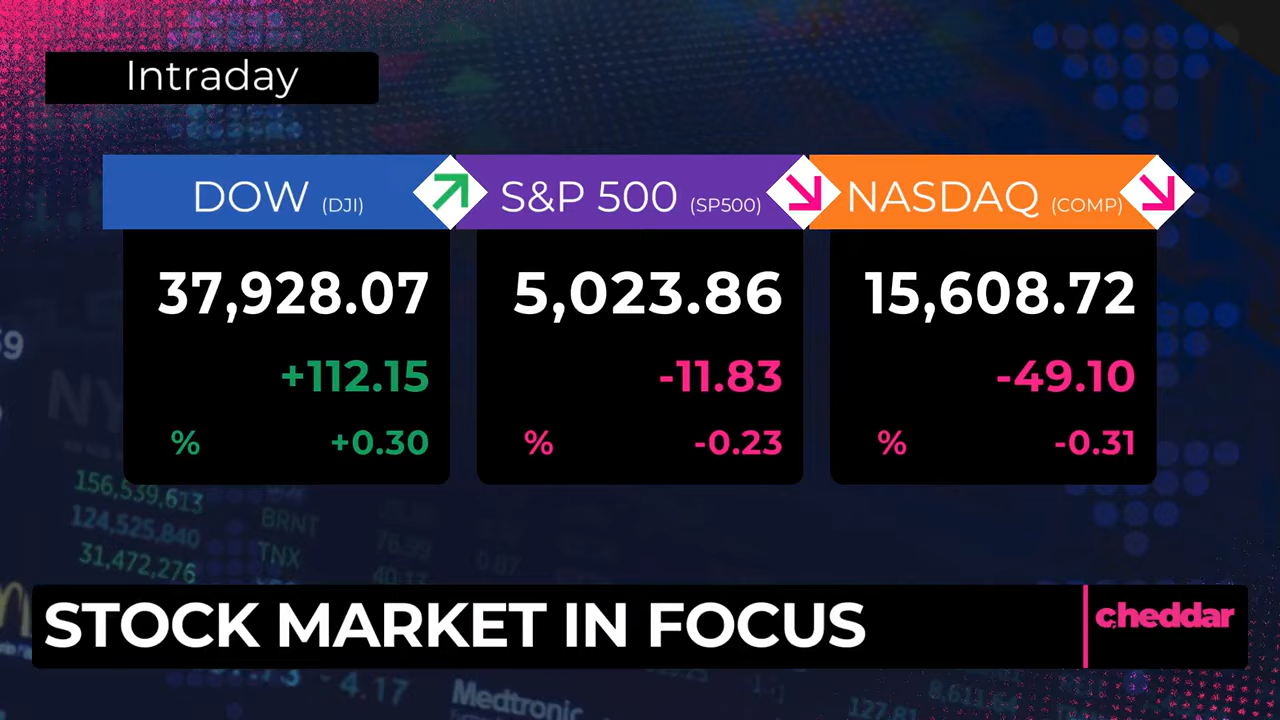 Intraday
DOW (DJI)
37,928.07
+112.15
% +0.30
S&P 500 (SP500)
5,023.86
-11.83
% -0.23
NASDAQ (COMP)
15,608.72
-49.10
% -0.31
156,539,613
124,525,840
31,472,276
BRNT
TNX
STOCK MARKET IN FOCUS
cheddar
4.17
Medtronic